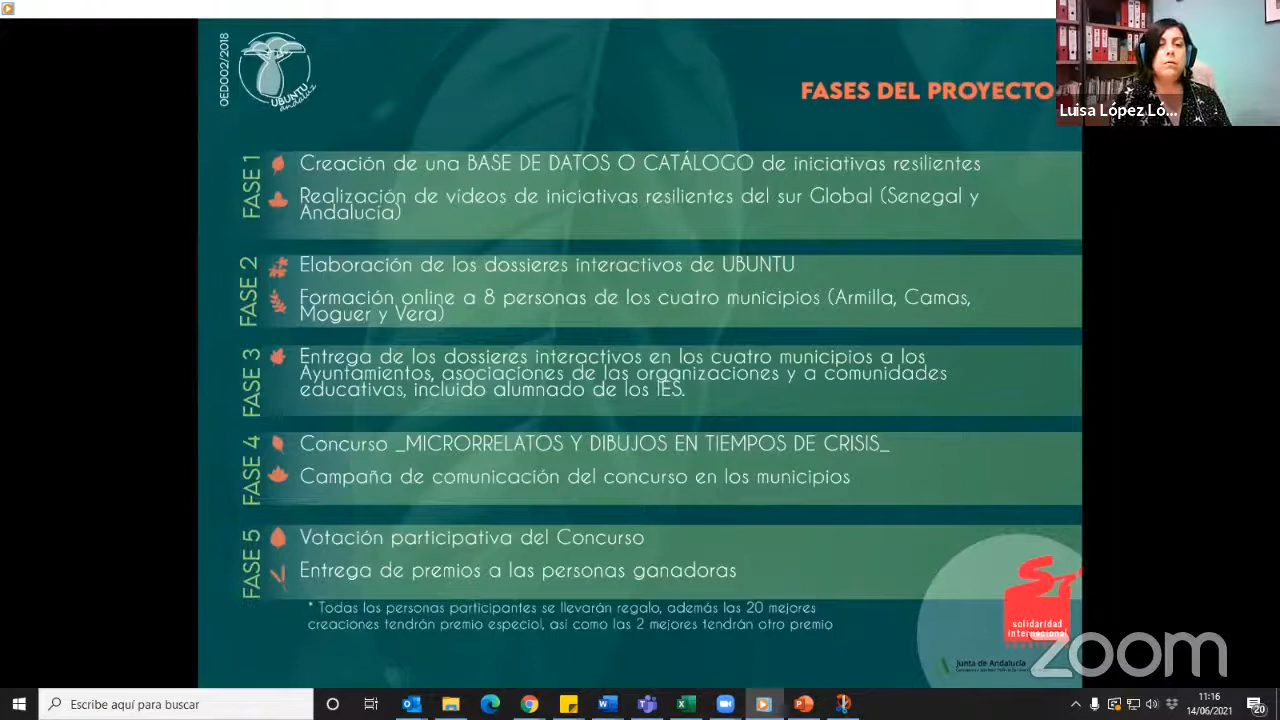 OED002/2018
UBUNTU
andaluz
FASES DEL PROYECTO
Luisa López Ló...
FASE 1
Creación de una BASE DE DATOS O CATÁLOGO de iniciativas resilientes
Realización de vídeos de iniciativas resilientes del sur Global (Senegal y
Andalucía)
FASE 2
Elaboración de los dossieres interactivos de UBUNTU
Formación online a 8 personas de los cuatro municipios (Armilla, Camas,
Moguer y Vera)
FASE 3
Entrega de los dossieres interactivos en los cuatro municipios a los
Ayuntamientos, asociaciones de las organizaciones y a comunidades
educativas, incluido alumnado de los IES.
FASE 4
Concurso _MICRORRELATOS Y DIBUJOS EN TIEMPOS DE CRISIS_
Campaña de comunicación del concurso en los municipios
FASE 5
Votación participativa del Concurso
Entrega de premios a las personas ganadoras
* Todas las personas participantes se llevarán regalo, además las 20 mejores
creaciones tendrán premio especial, así como las 2 mejores tendrán otro premio
solidaridad
internacional
Junta de Andalucía
zoom
Escribe aquí para buscar
11:16
14/06/2021
20